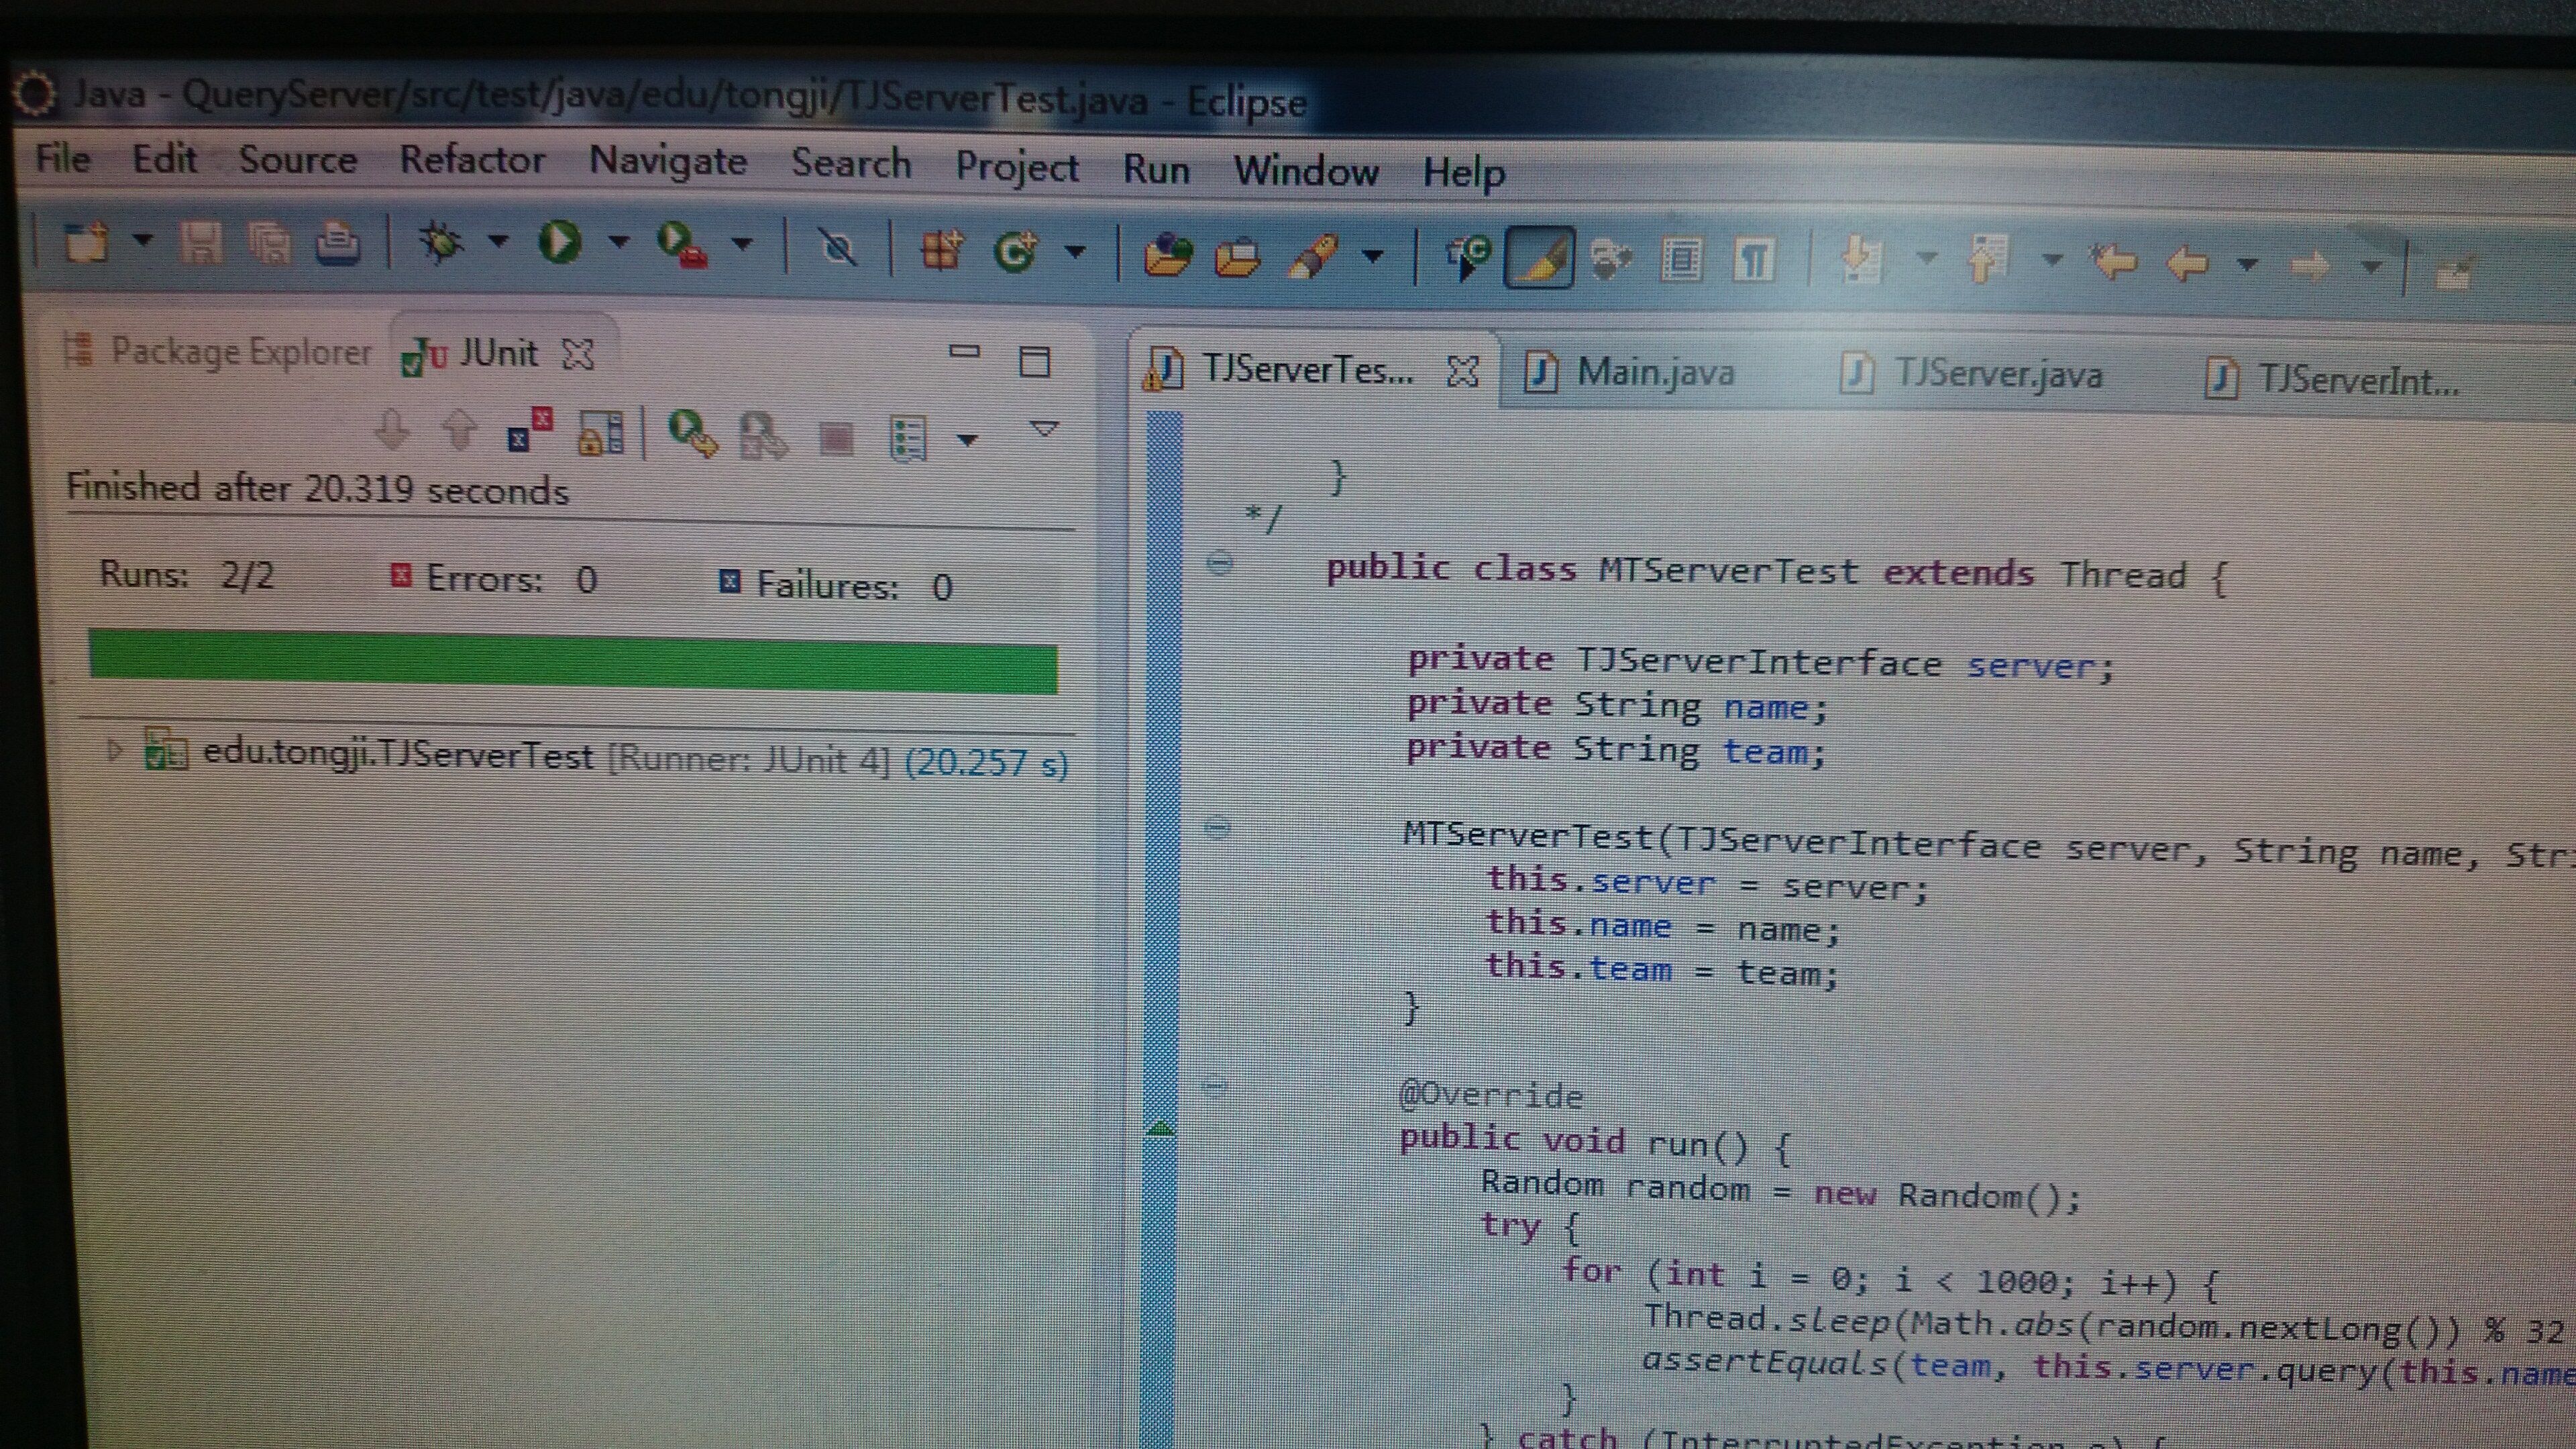 Java - QueryServer/src/test/java/edu/tongji/TJServerTest.java - Eclipse
File Edit Source Refactor Navigate Search Project Run Window Help
Package Explorer JUnit
Finished after 20.319 seconds
Runs: 2/2 Errors: 0 Failures: 0
edu.tongji.TJServerTest [Runner: JUnit 4] (20.257 s)
TJServerTes... Main.java TJServer.java TJServerInt...
}
*/
public class MTServerTest extends Thread {
private TJServerInterface server;
private String name;
private String team;
MTServerTest(TJServerInterface server, String name, Str
this.server = server;
this.name = name;
this.team = team;
}
@Override
public void run() {
Random random = new Random();
try {
for (int i = 0; i < 1000; i++) {
Thread.sleep(Math.abs(random.nextLong()) % 32
assertEquals(team, this.server.query(this.name
}
} catch (InterruptedException e) {